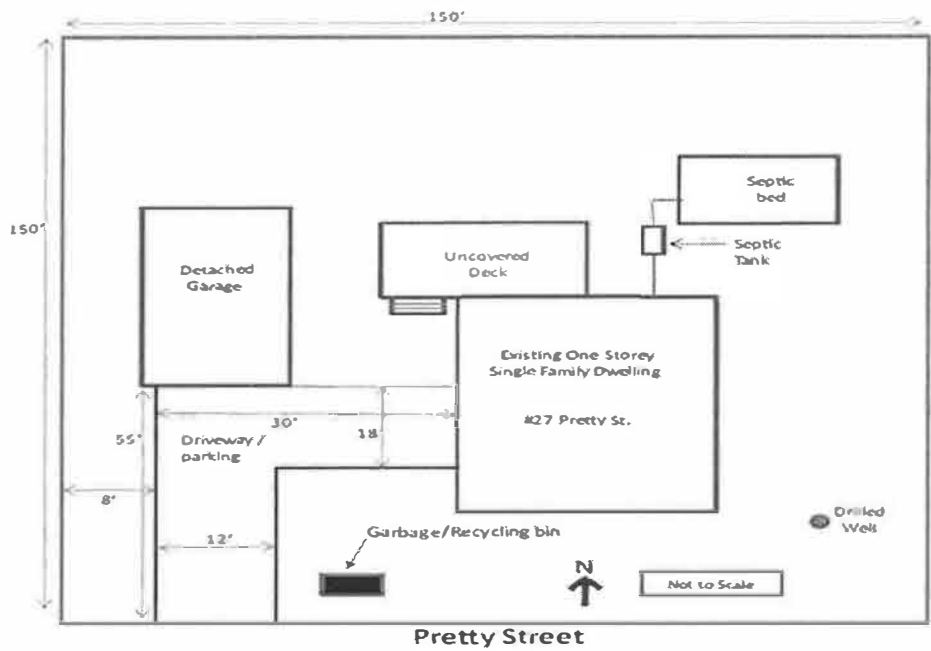 150'
150'
Septic
bed
Septic
Tank
Uncovered
Deck
Detached
Garage
Existing One Storey
Single Family Dwelling
#27 Pretty St.
30'
18
55'
Driveway /
parking
8'
12'
Garbage/Recycling bin
Drilled
Well
N
Not to Scale
Pretty Street